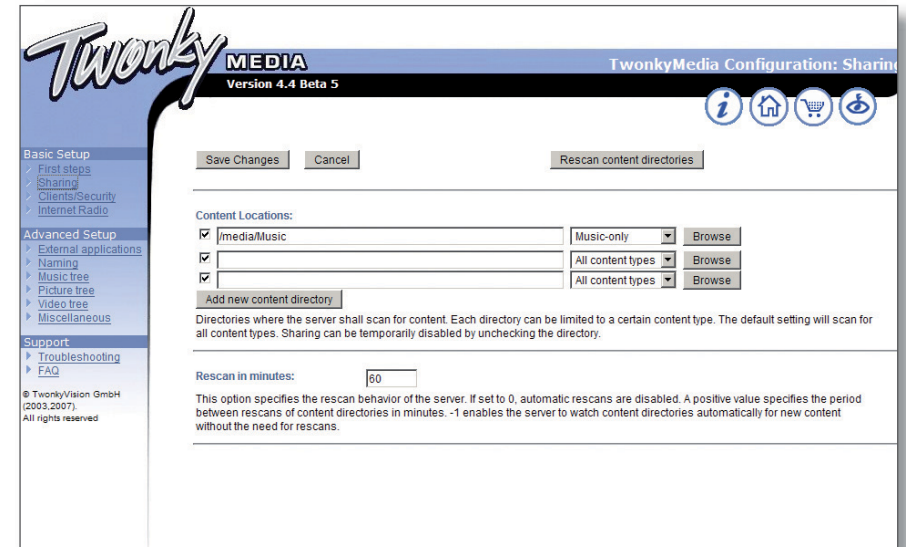 Twonky
MEDIA
TwonkyMedia Configuration: Sharing
Version 4.4 Beta 5
Basic Setup
First steps
Sharing
Clients/Security
Internet Radio
Advanced Setup
External applications
Naming
Music tree
Picture tree
Video tree
Miscellaneous
Support
Troubleshooting
FAQ
© TwonkyVision GmbH
(2003,2007).
All rights reserved
Save Changes Cancel Rescan content directories
Content Locations:
/media/Music Music-only Browse
All content types Browse
All content types Browse
Add new content directory
Directories where the server shall scan for content. Each directory can be limited to a certain content type. The default setting will scan for
all content types. Sharing can be temporarily disabled by unchecking the directory.
Rescan in minutes: 60
This option specifies the rescan behavior of the server. If set to 0, automatic rescans are disabled. A positive value specifies the period
between rescans of content directories in minutes. -1 enables the server to watch content directories automatically for new content
without the need for rescans.